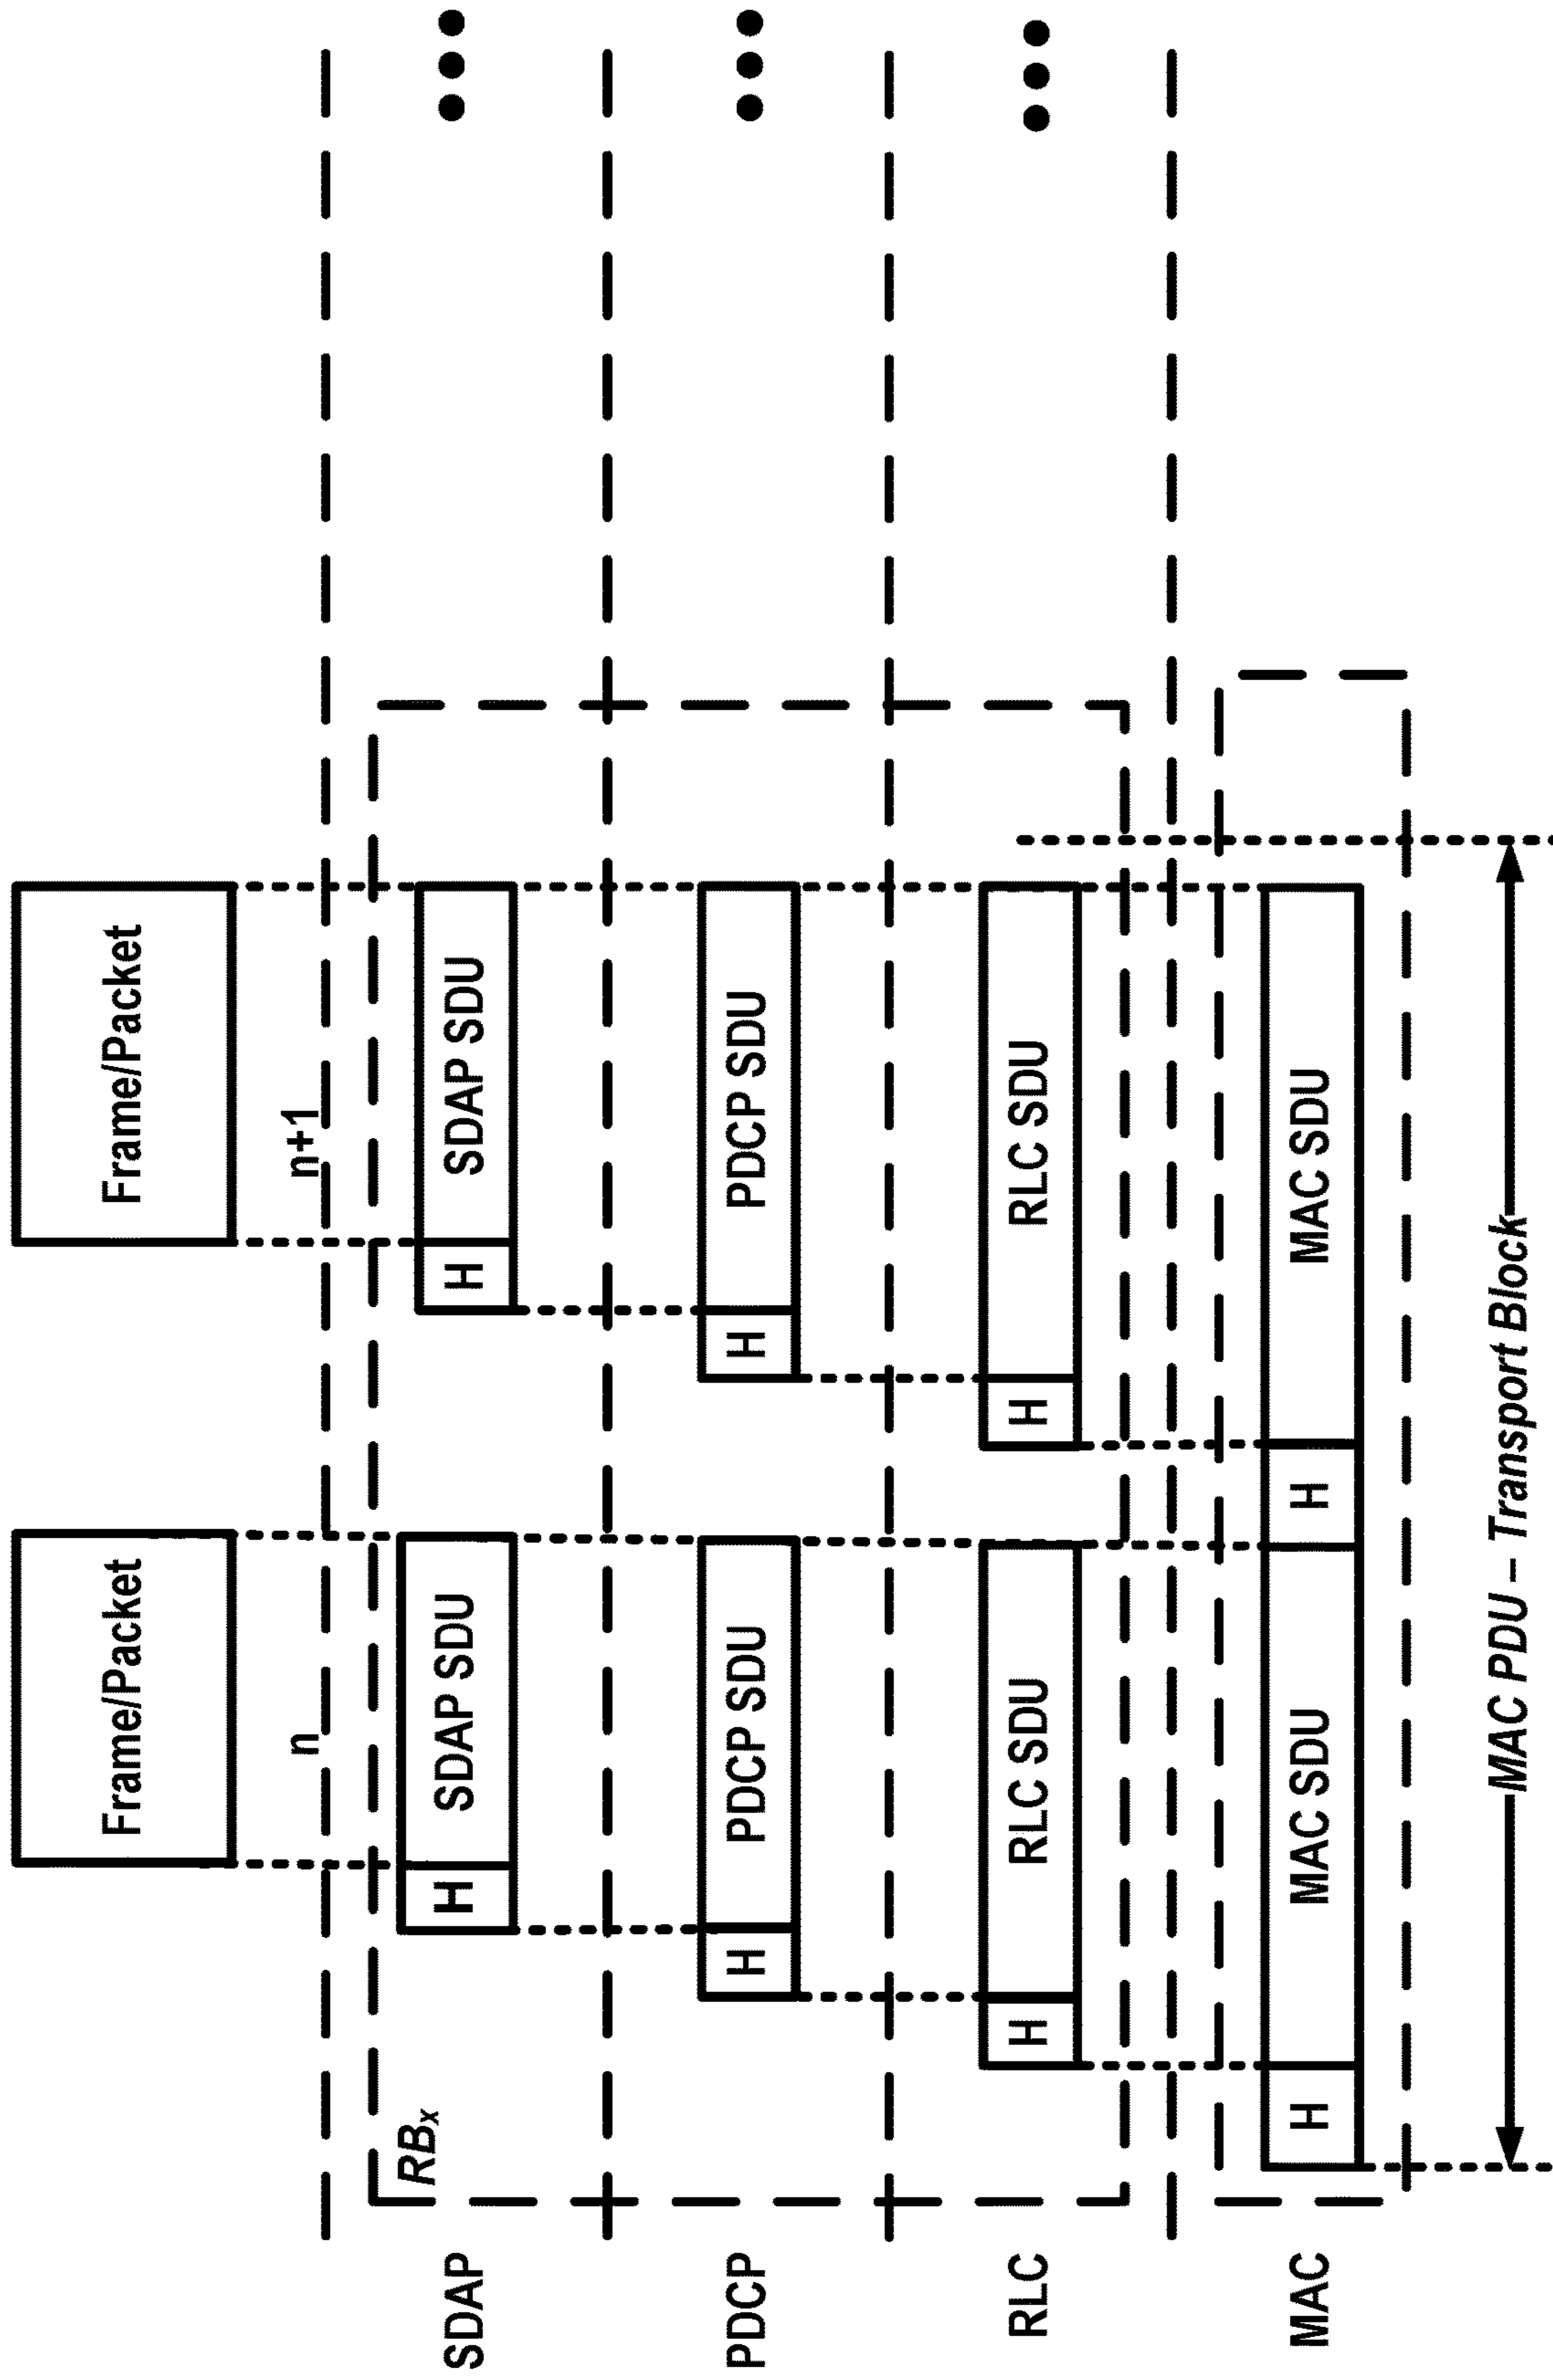 Frame/Packet
Frame/Packet
n
n+1
SDAP
RBx
H
SDAP SDU
H
SDAP SDU
PDCP
H
PDCP SDU
H
PDCP SDU
RLC
H
RLC SDU
H
RLC SDU
MAC
H
MAC SDU
H
MAC SDU
MAC PDU – Transport Block